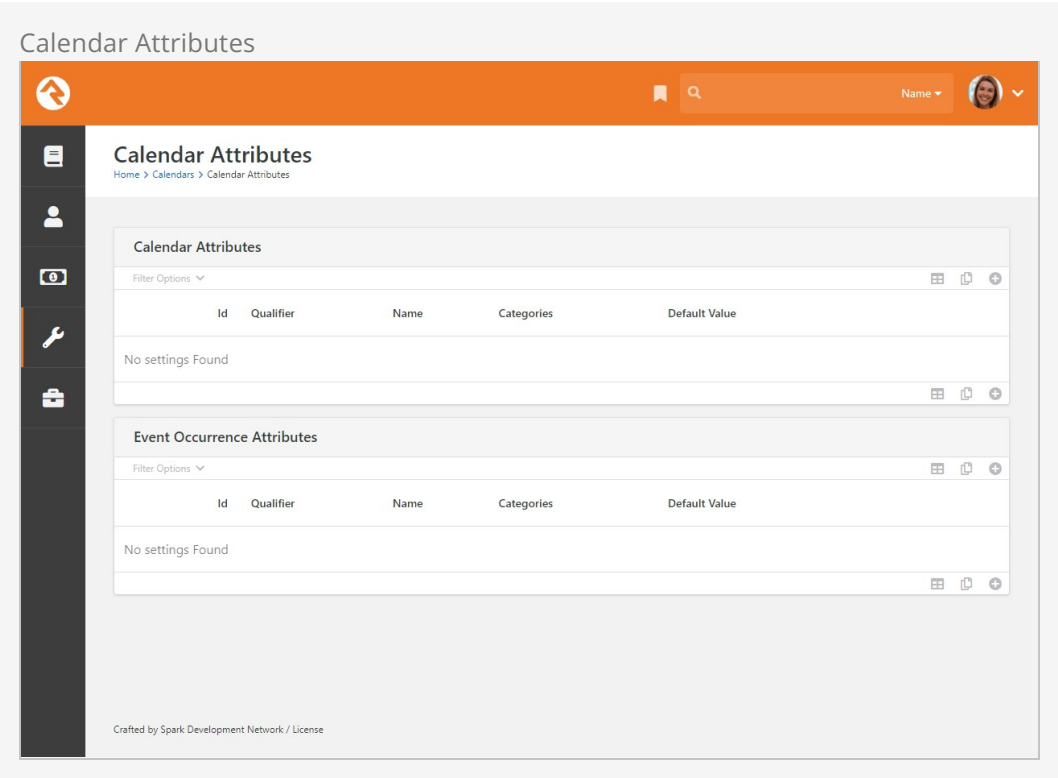 Calendar Attributes
Name
Calendar Attributes
Home > Calendars > Calendar Attributes
Calendar Attributes
Filter Options
Id Qualifier Name Categories Default Value
No settings Found
Event Occurrence Attributes
Filter Options
Id Qualifier Name Categories Default Value
No settings Found
Crafted by Spark Development Network / License